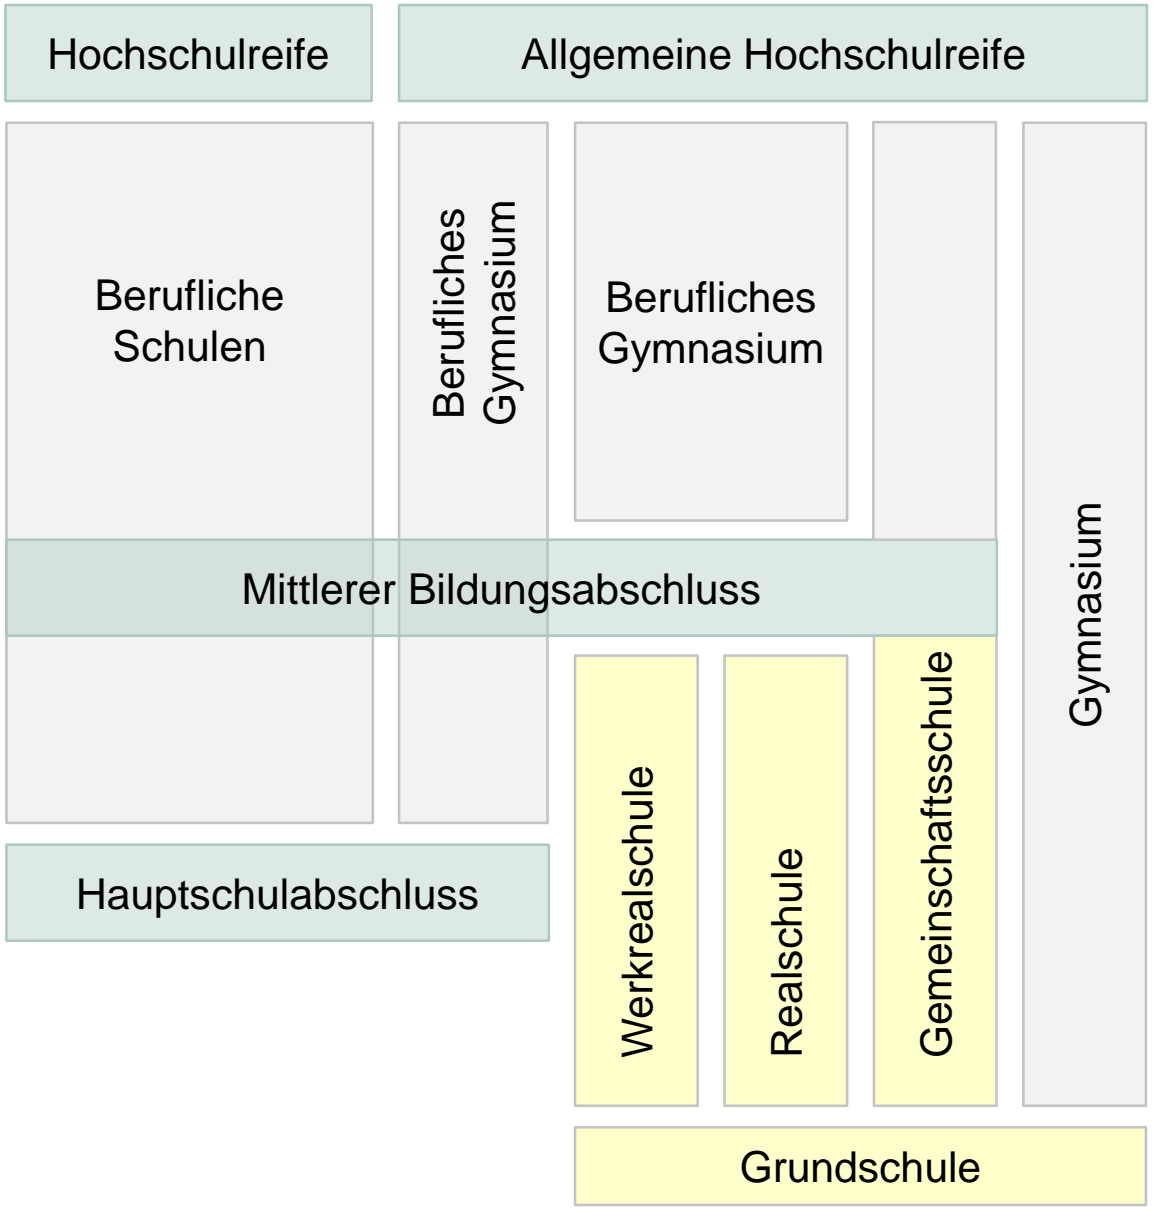 Hochschulreife
Allgemeine Hochschulreife
Berufliche
Schulen
Berufliches
Gymnasium
Berufliches
Gymnasium
Gymnasium
Mittlerer Bildungsabschluss
Werkrealschule
Realschule
Gemeinschaftsschule
Hauptschulabschluss
Grundschule